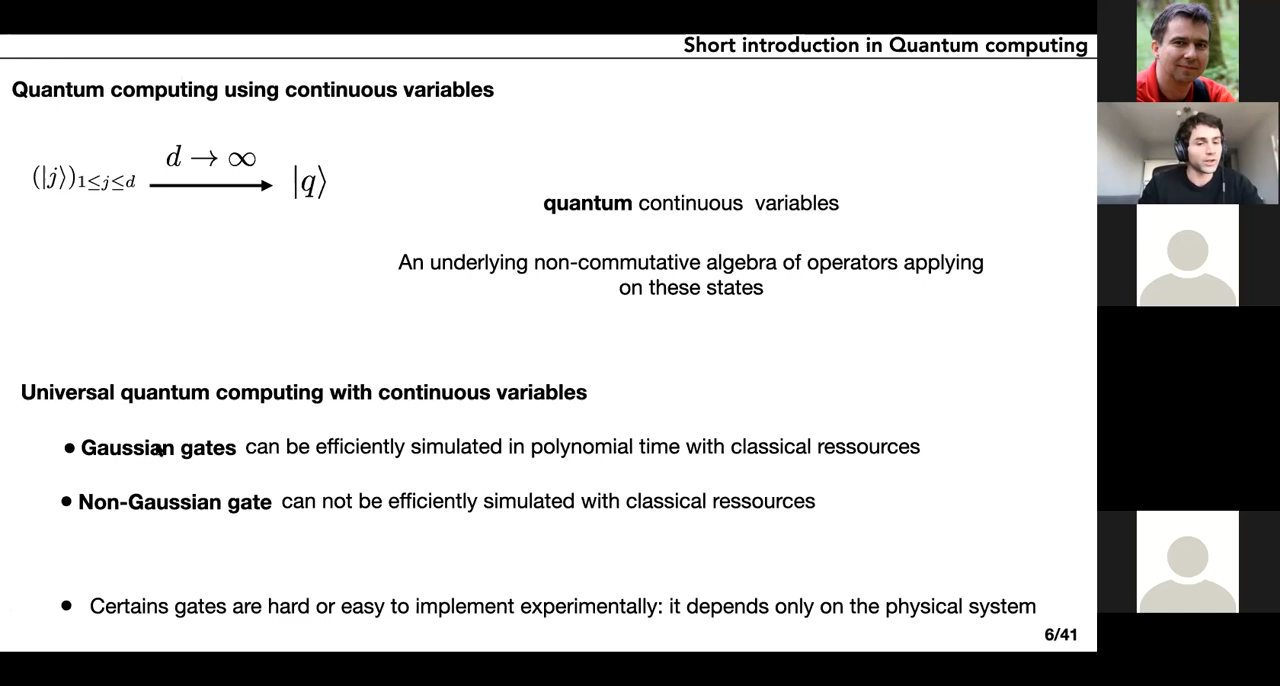 Short introduction in Quantum computing
Quantum computing using continuous variables
(|j⟩)1≤j≤d d → ∞ |q⟩
quantum continuous variables
An underlying non-commutative algebra of operators applying
on these states
Universal quantum computing with continuous variables
• Gaussian gates can be efficiently simulated in polynomial time with classical ressources
• Non-Gaussian gate can not be efficiently simulated with classical ressources
• Certains gates are hard or easy to implement experimentally: it depends only on the physical system
6/41